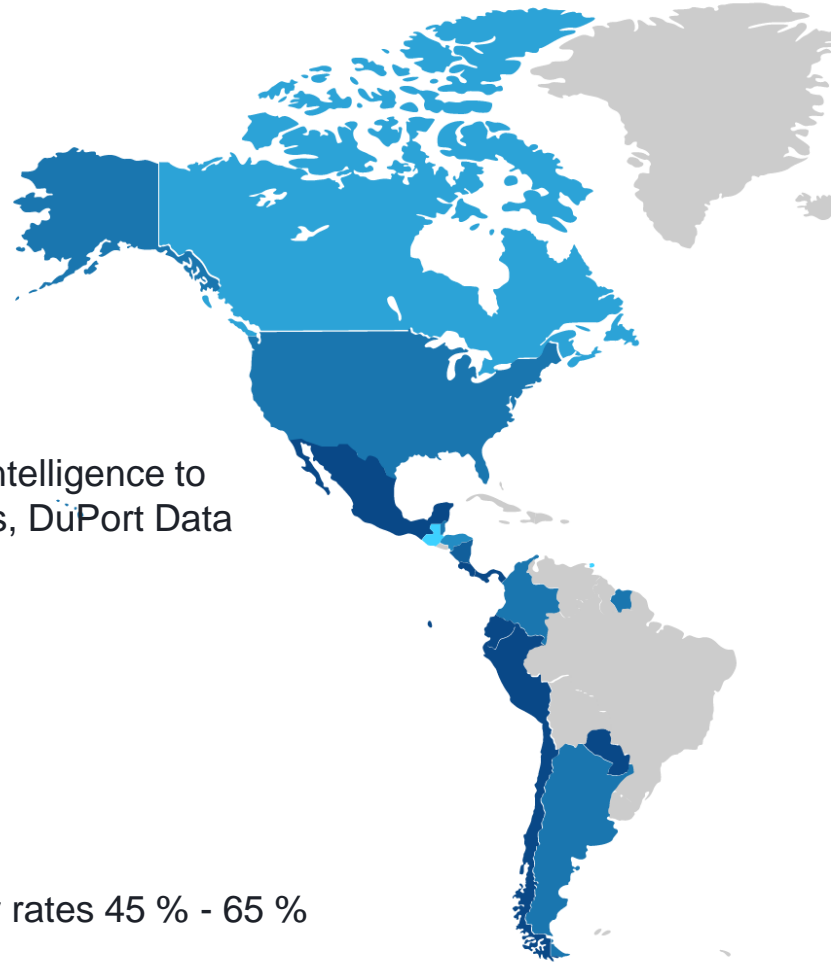 ntelligence to
s, DuPort Data
rates 45 % - 65 %